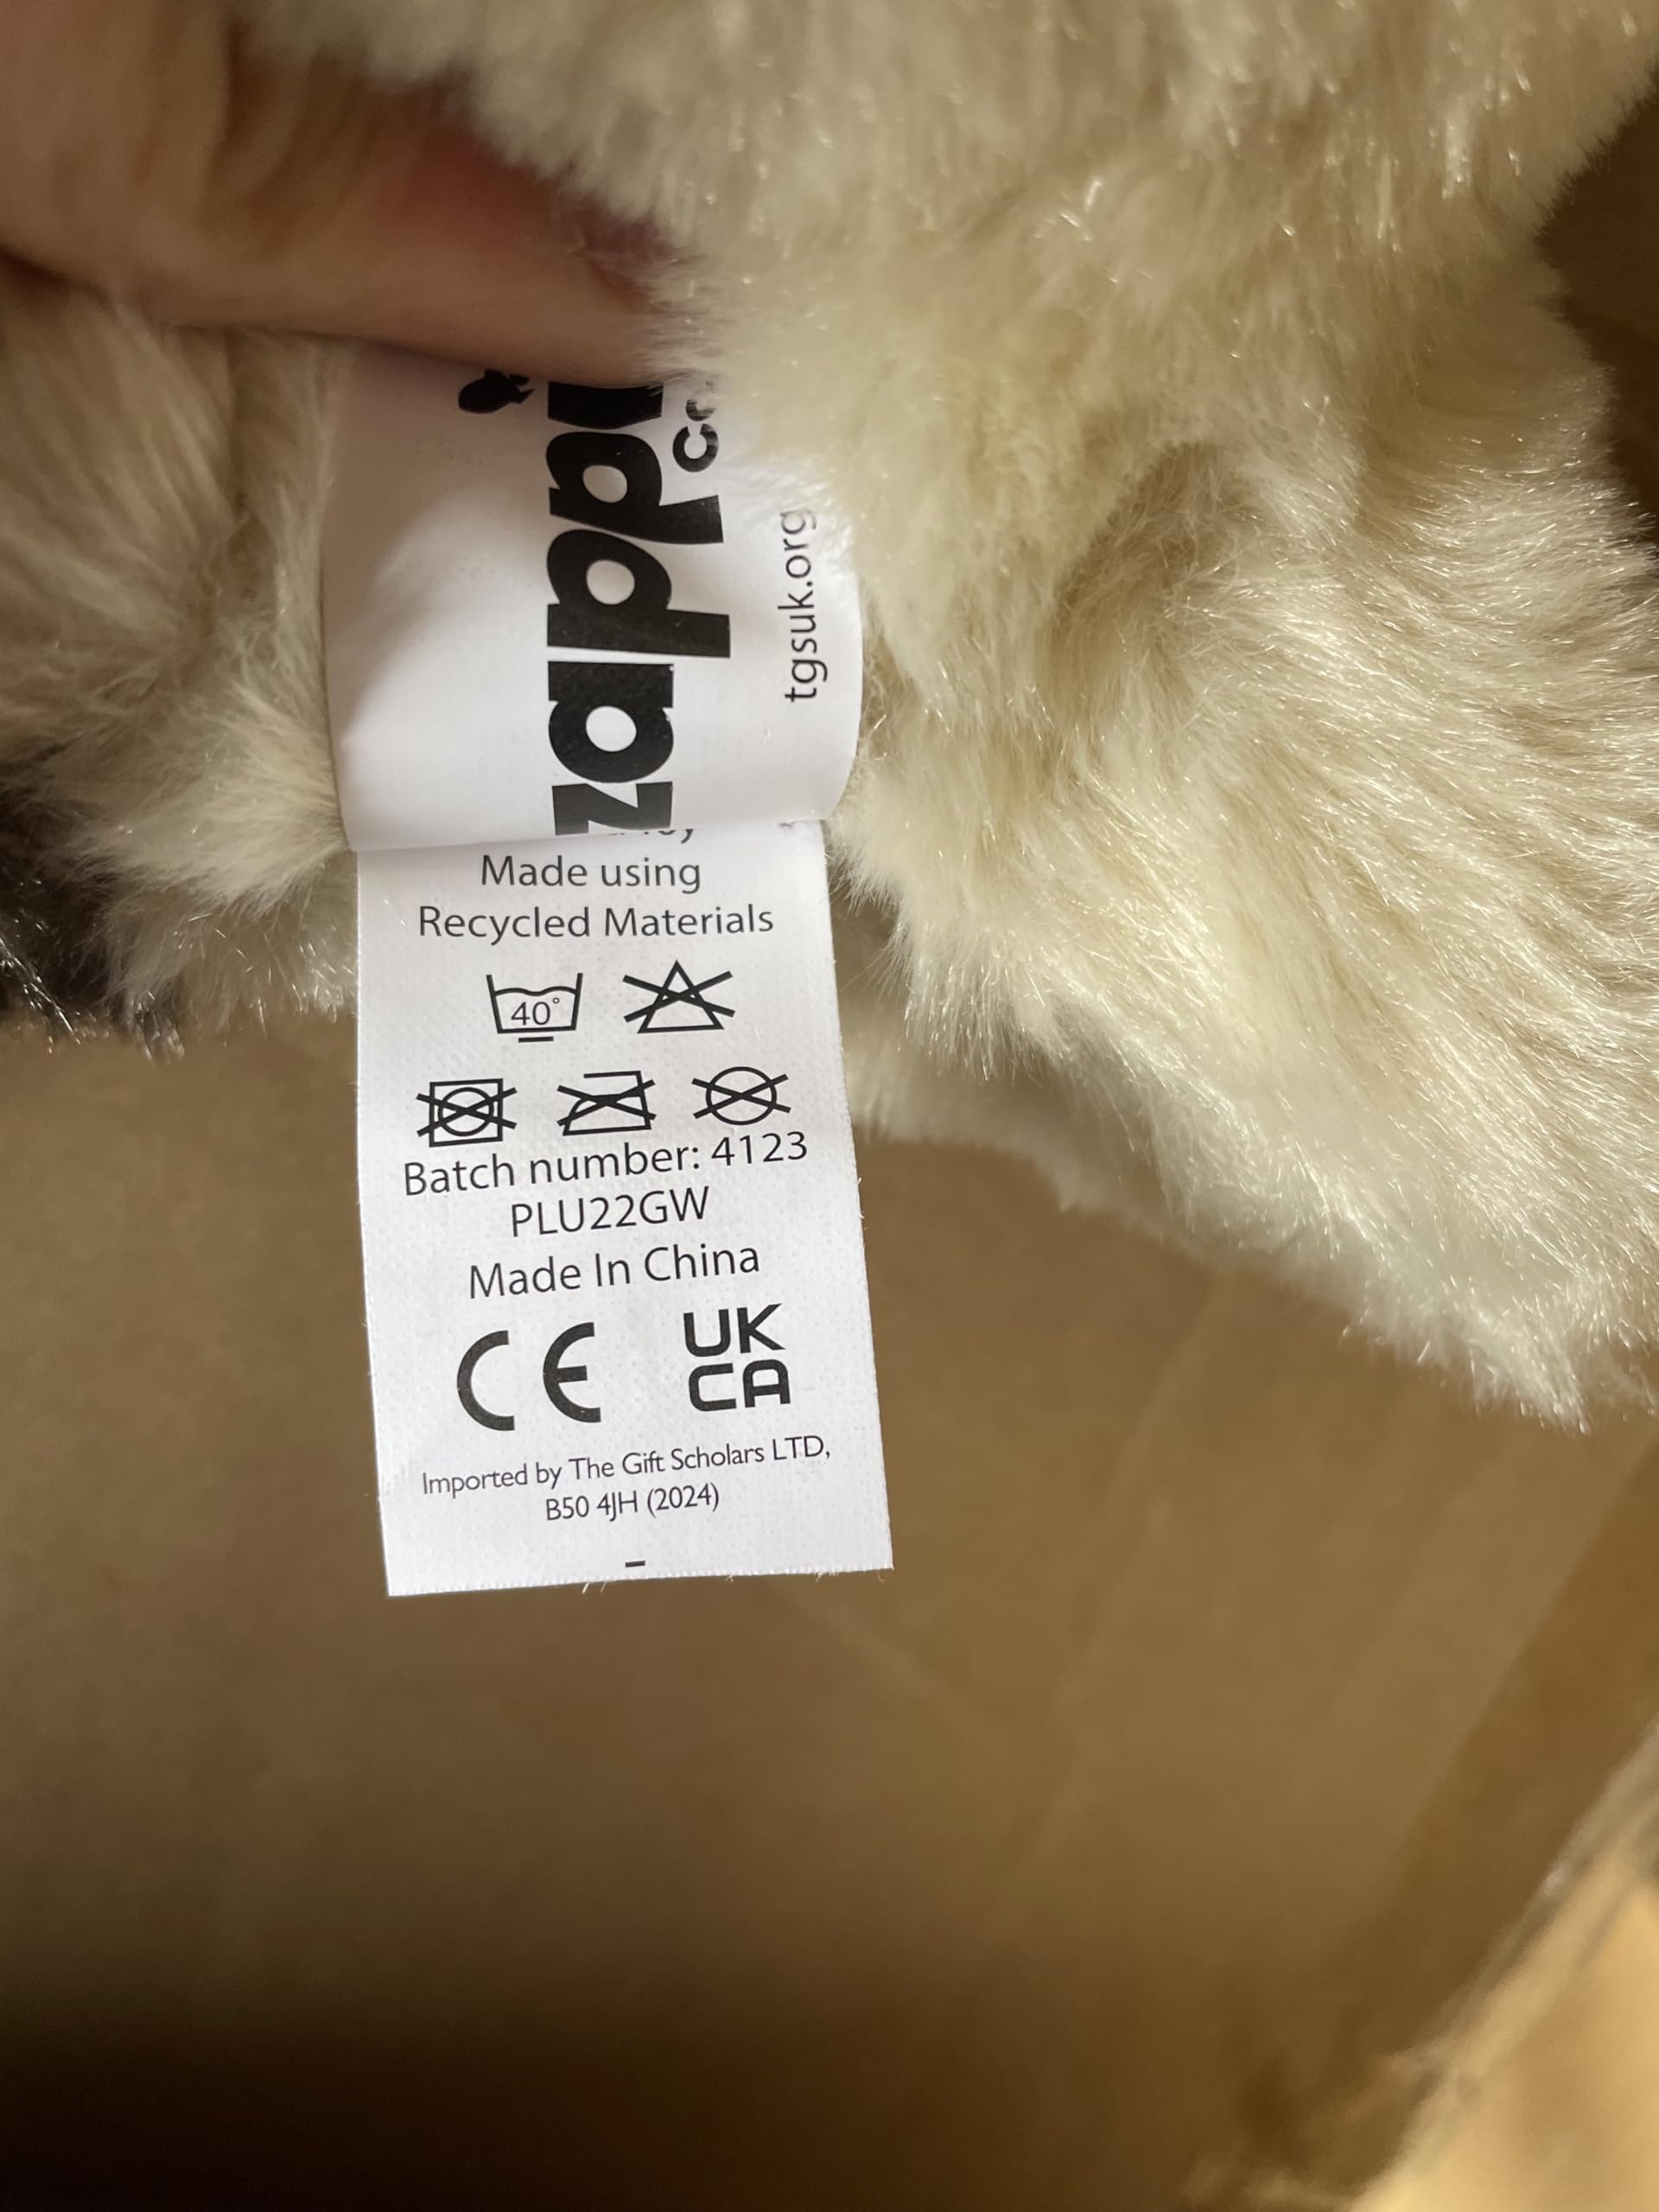 zapp
tgsuk.org
Made using
Recycled Materials
40°
Batch number: 4123
PLU22GW
Made In China
CE
UK
CA
Imported by The Gift Scholars LTD,
B50 4JH (2024)